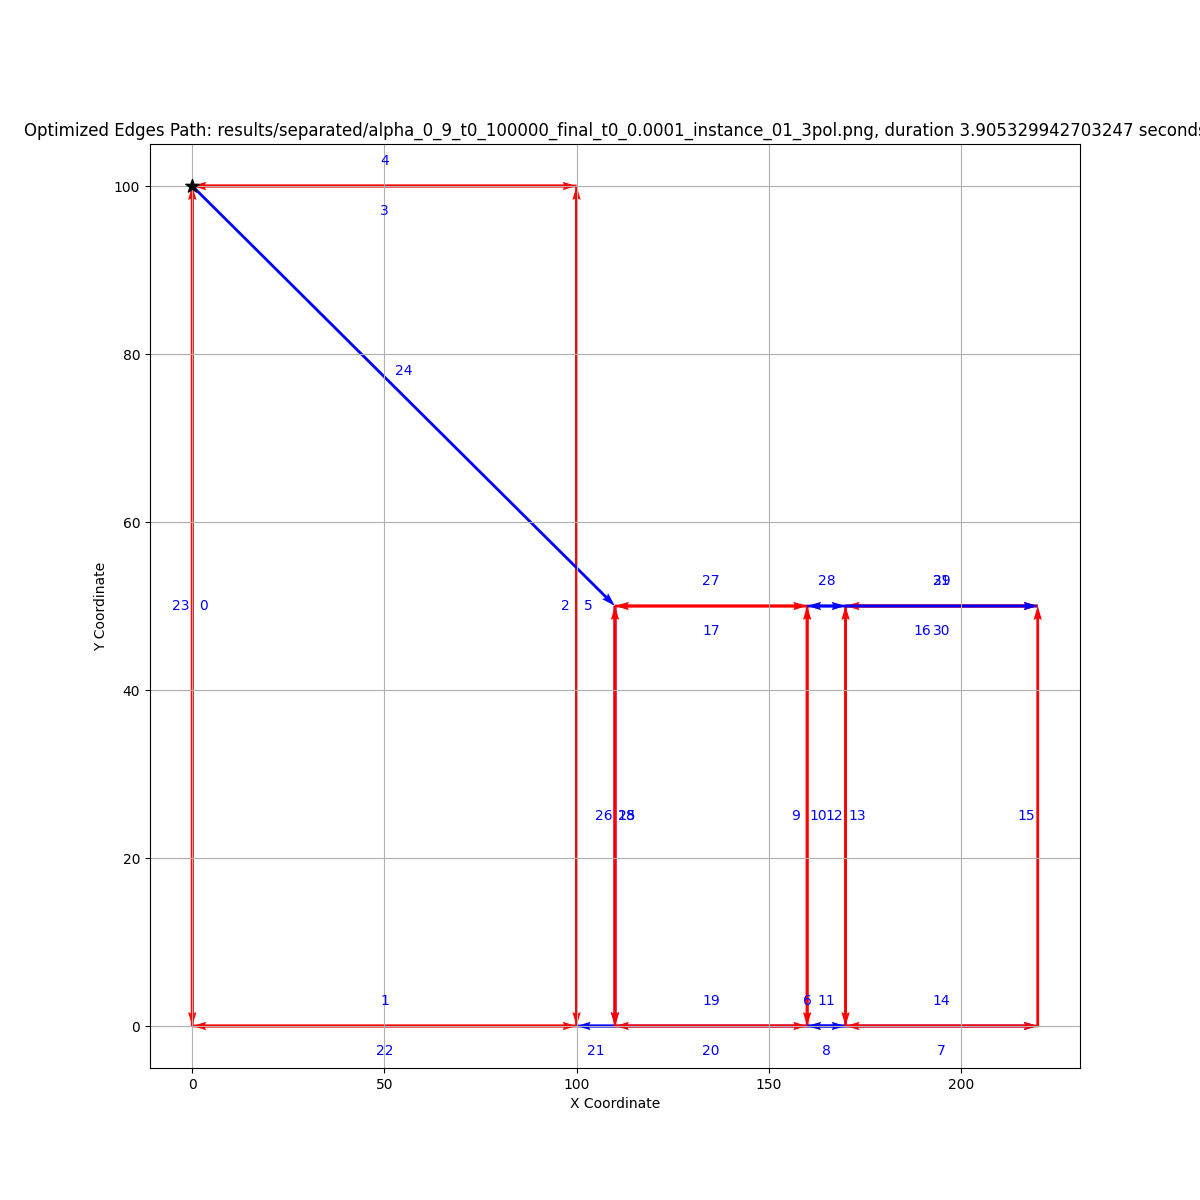 Optimized Edges Path: results/separated/alpha_0_9_t0_100000_final_t0_0.0001_instance_01_3pol.png, duration 3.905329942703247 seconds
4
100
3
80
24
60
27 28
23 0 2 5
17 16 30
40
26 9 10 12 13 15
20
1 19 6 11 14
0
22 21 20 8 7
0 50 100 150 200
X Coordinate
Y Coordinate